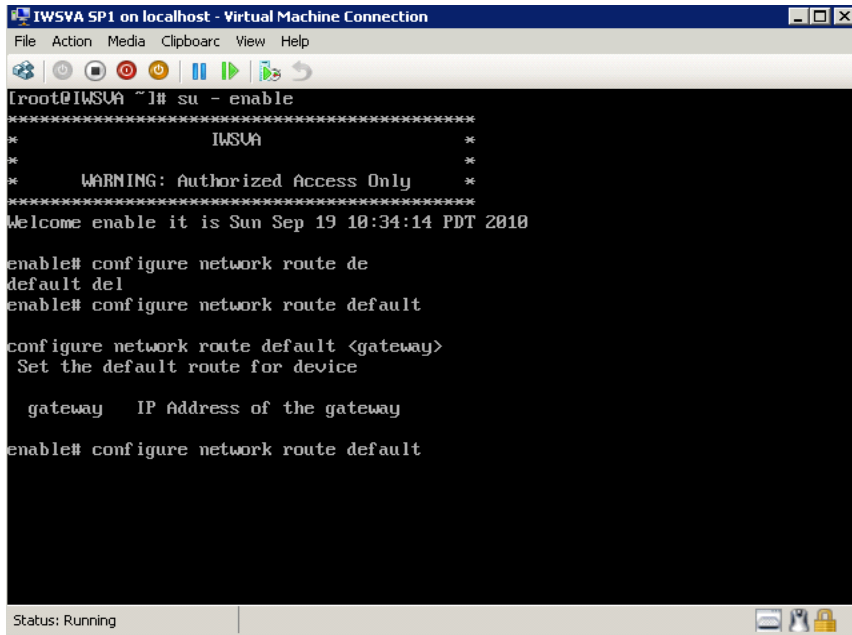 IWSVA SP1 on localhost - Virtual Machine Connection
File Action Media Clipboarc View Help
[root@IWSVA ~]# su - enable
*********************************************
* IWSVA *
* *
* WARNING: Authorized Access Only *
*********************************************
Welcome enable it is Sun Sep 19 10:34:14 PDT 2010
enable# configure network route de
default del
enable# configure network route default
configure network route default <gateway>
Set the default route for device
gateway IP Address of the gateway
enable# configure network route default
Status: Running